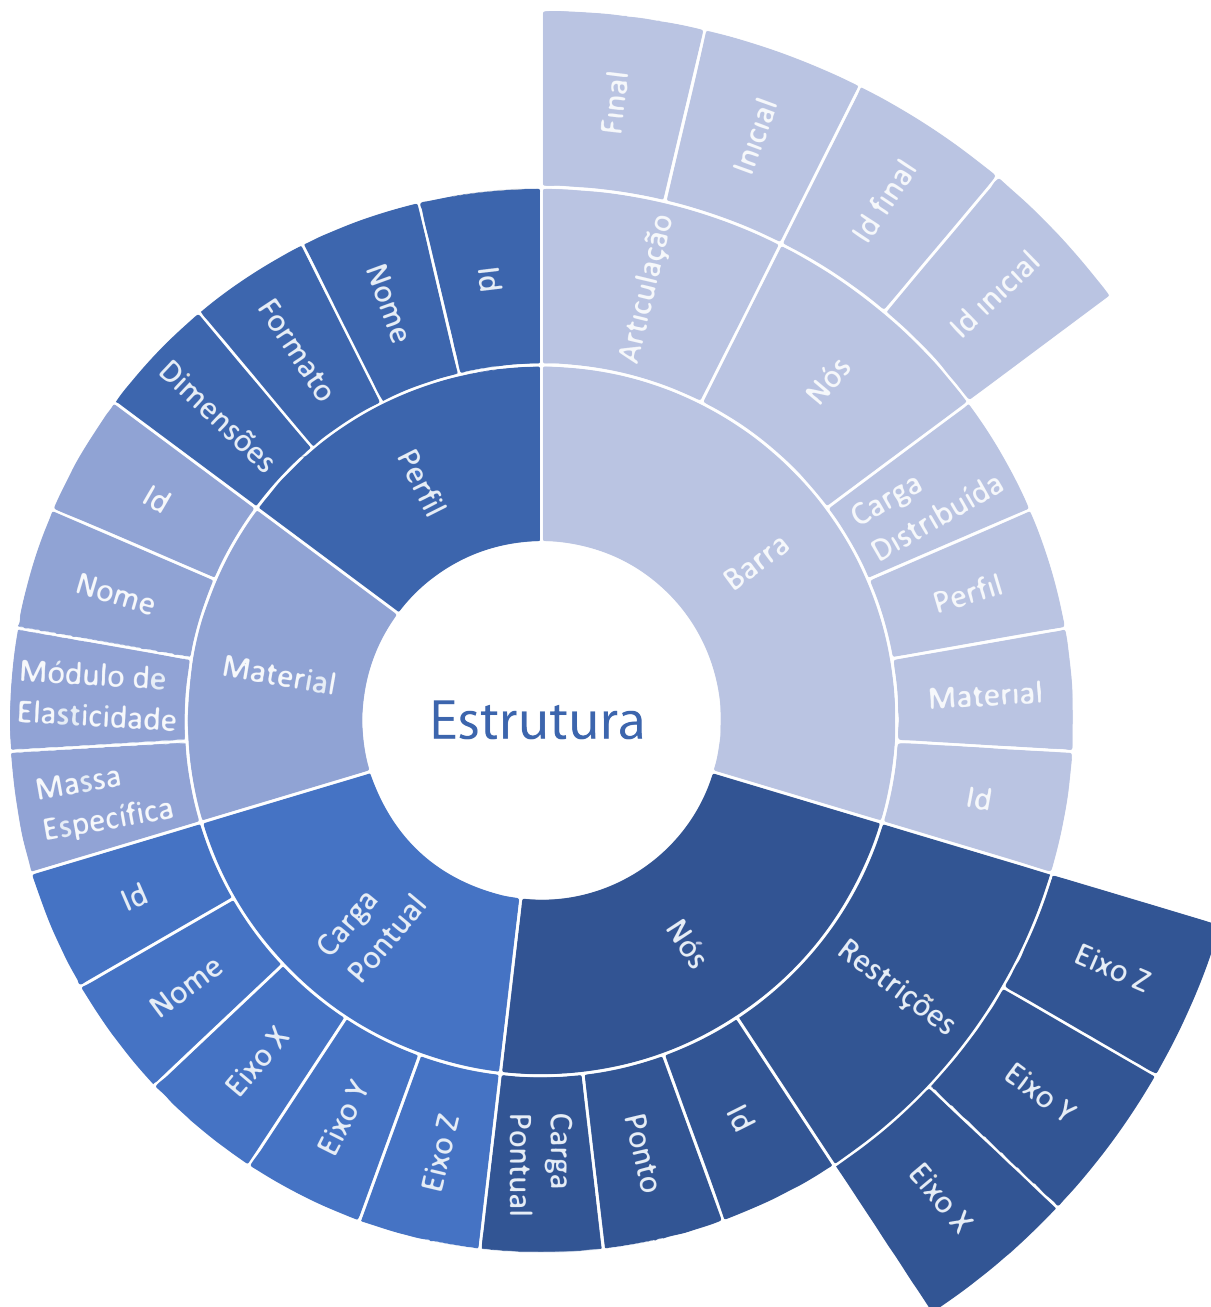 Estrutura
Barra
Articulação
Final
Inicial
Nós
Id final
Id inicial
Carga
Distribuída
Perfil
Material
Id
Nós
Restrições
Eixo Z
Eixo Y
Eixo X
Id
Ponto
Carga
Pontual
Carga
Pontual
Eixo Z
Eixo Y
Eixo X
Nome
Id
Material
Massa
Específica
Módulo de
Elasticidade
Nome
Id
Perfil
Dimensões
Formato
Nome
Id